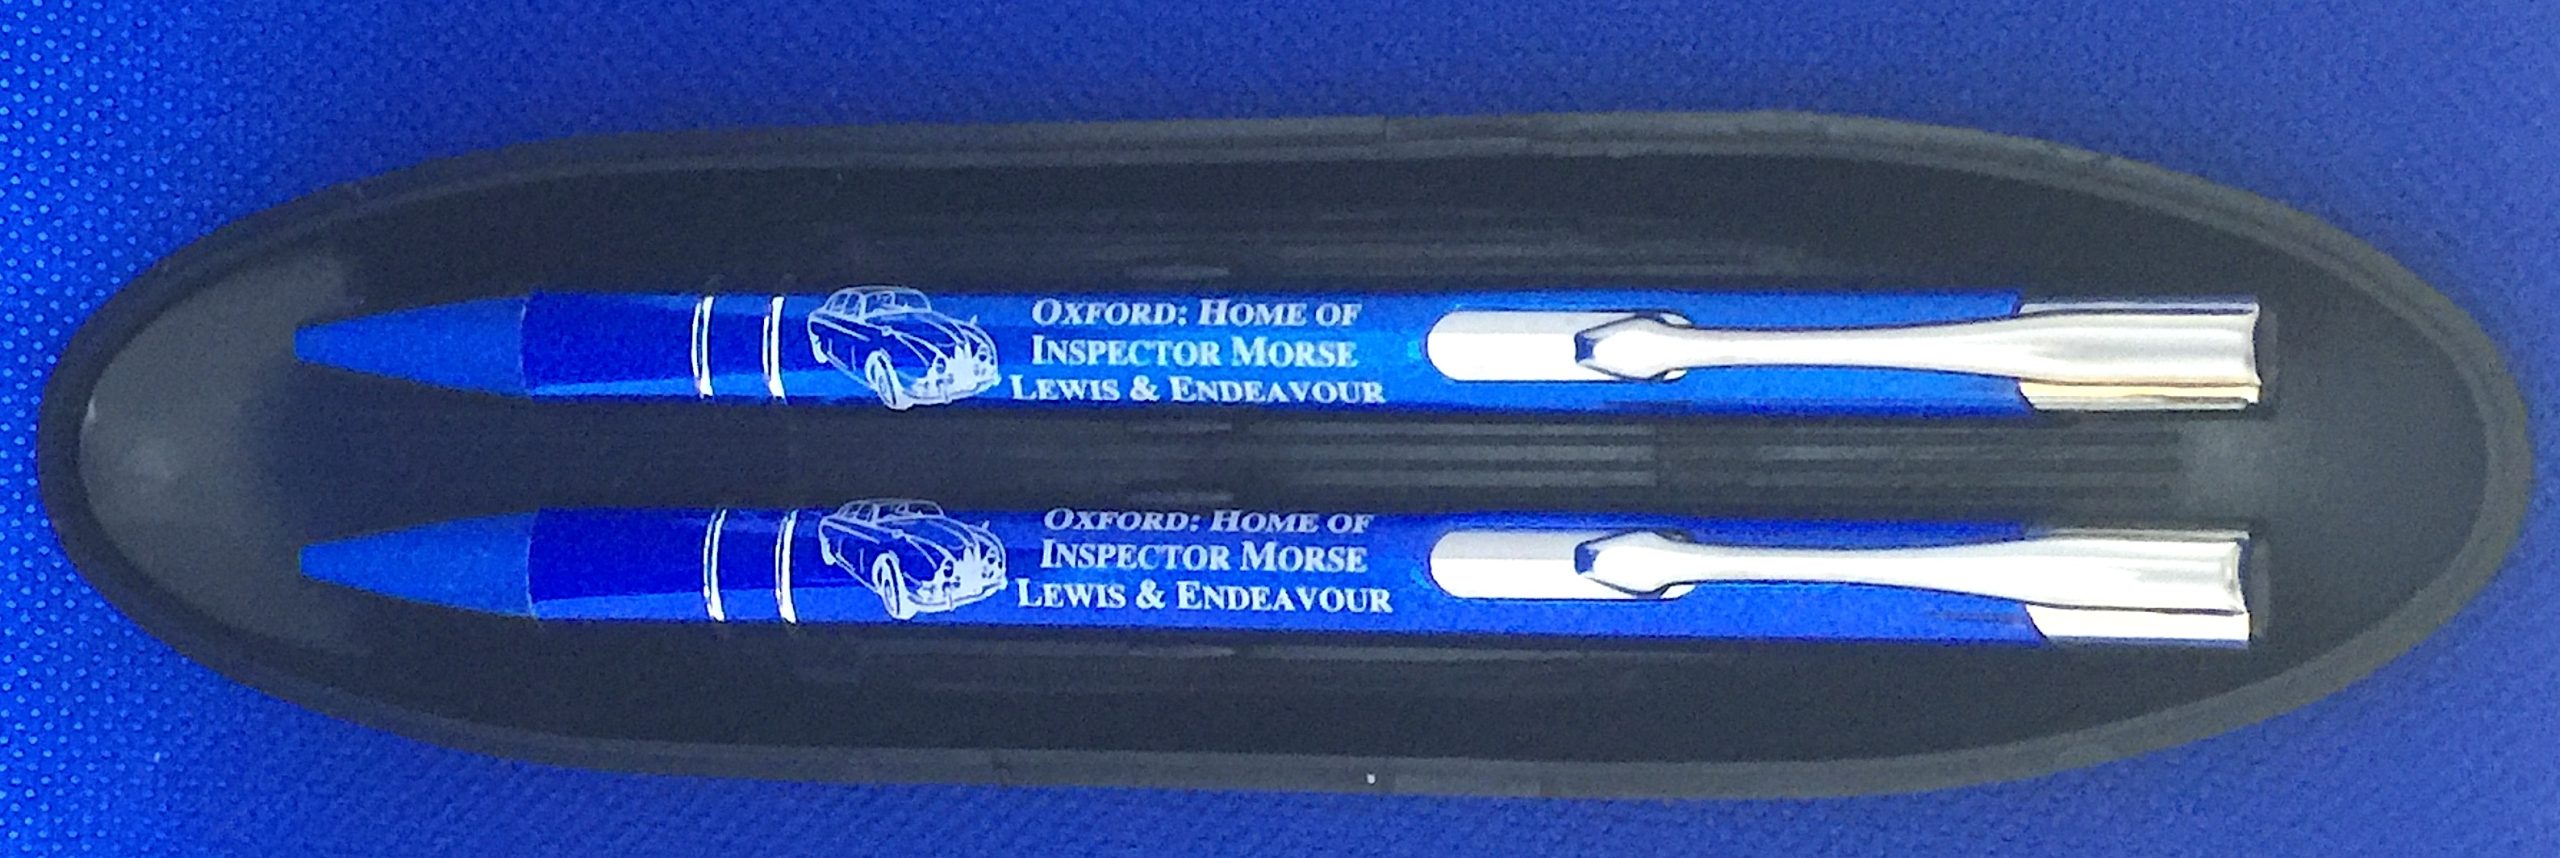 OXFORD: HOME OF
INSPECTOR MORSE
LEWIS & ENDEAVOUR
OXFORD: HOME OF
INSPECTOR MORSE
LEWIS & ENDEAVOUR